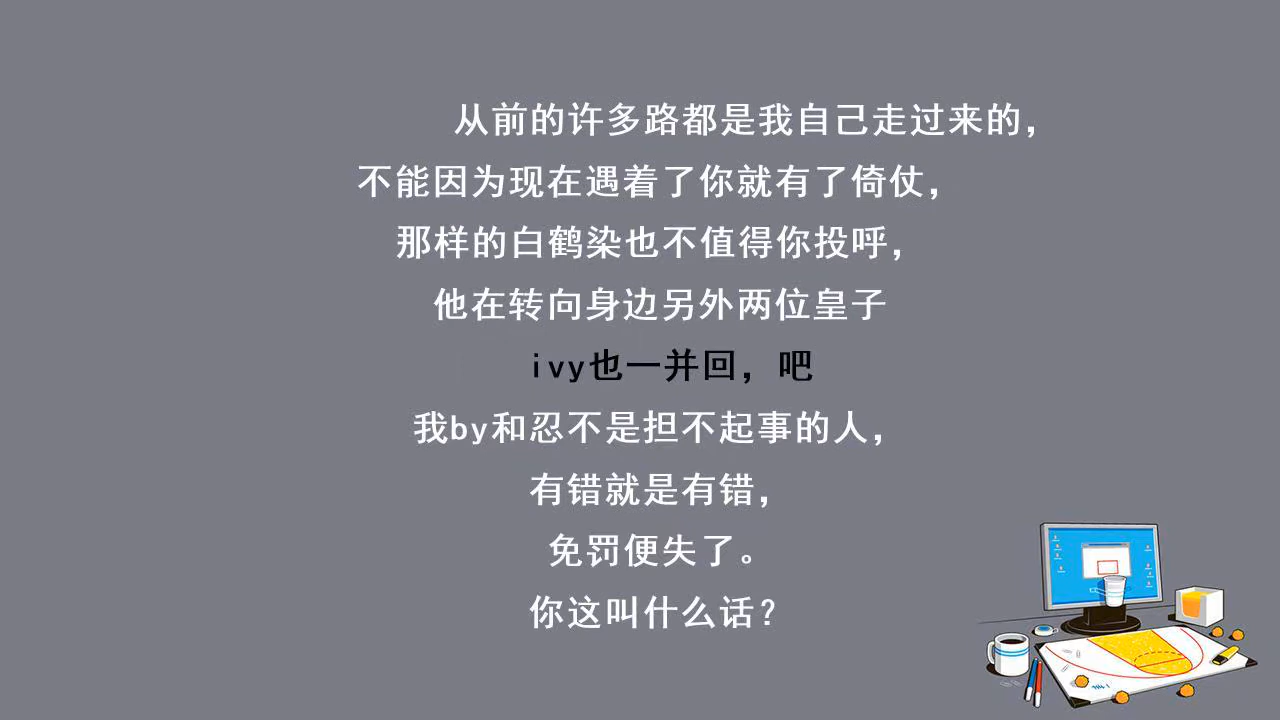 从前的许多路都是我自己走过来的，
不能因为现在遇着了你就有了倚仗，
那样的白鹤染也不值得你投呼，
他在转向身边另外两位皇子
ivy也一并回，吧
我by和忍不是担不起事的人，
有错就是有错，
免罚便失了。
你这叫什么话？